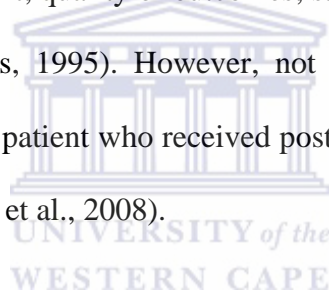 s, 1995). However, not
patient who received post
et al., 2008).
UNIVERSITY of the
WESTERN CAPE